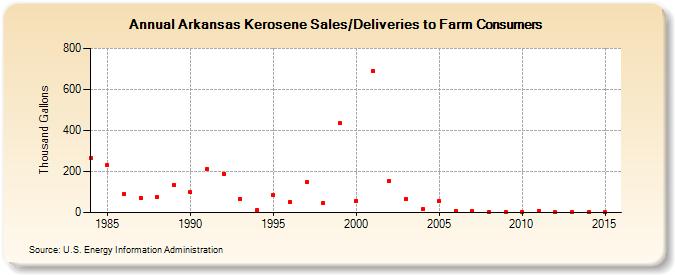 Annual Arkansas Kerosene Sales/Deliveries to Farm Consumers
Thousand Gallons
800
600
400
200
0
1985 1990 1995 2000 2005 2010 2015
Source: U.S. Energy Information Administration